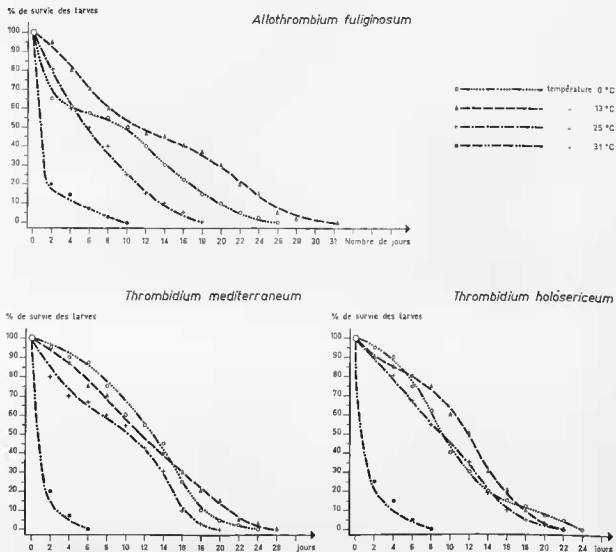 % de survie des larves
Allothrombium fuliginosum
température 0 °C
" 13 °C
" 25 °C
" 31 °C
100
90
80
70
60
50
40
30
20
10
0
0 2 4 6 8 10 12 14 16 18 20 22 24 26 28 31 Nombre de jours
Thrombidium mediterraneum
% de survie des larves
100
90
80
70
60
50
40
30
20
10
0
0 2 4 6 8 10 12 14 16 18 20 22 24 26 28 jours
Thrombidium holosericeum
% de survie des larves
100
90
80
70
60
50
40
30
20
10
0
0 2 4 6 8 10 12 14 16 18 20 22 24 jours